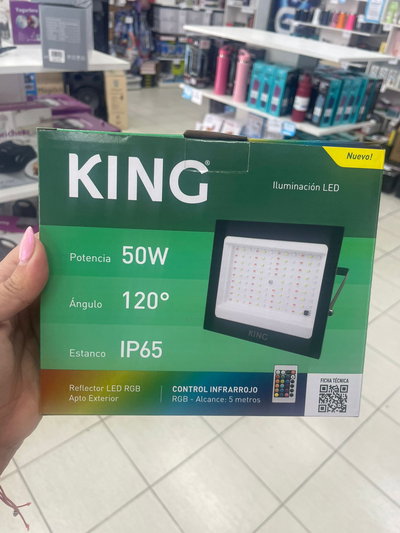 Nuevo!
KING®
Iluminación LED
Potencia 50W
Ángulo 120°
Estanco IP65
KING
Reflector LED RGB
Apto Exterior
CONTROL INFRARROJO
RGB - Alcance: 5 metros
FICHA TÉCNICA